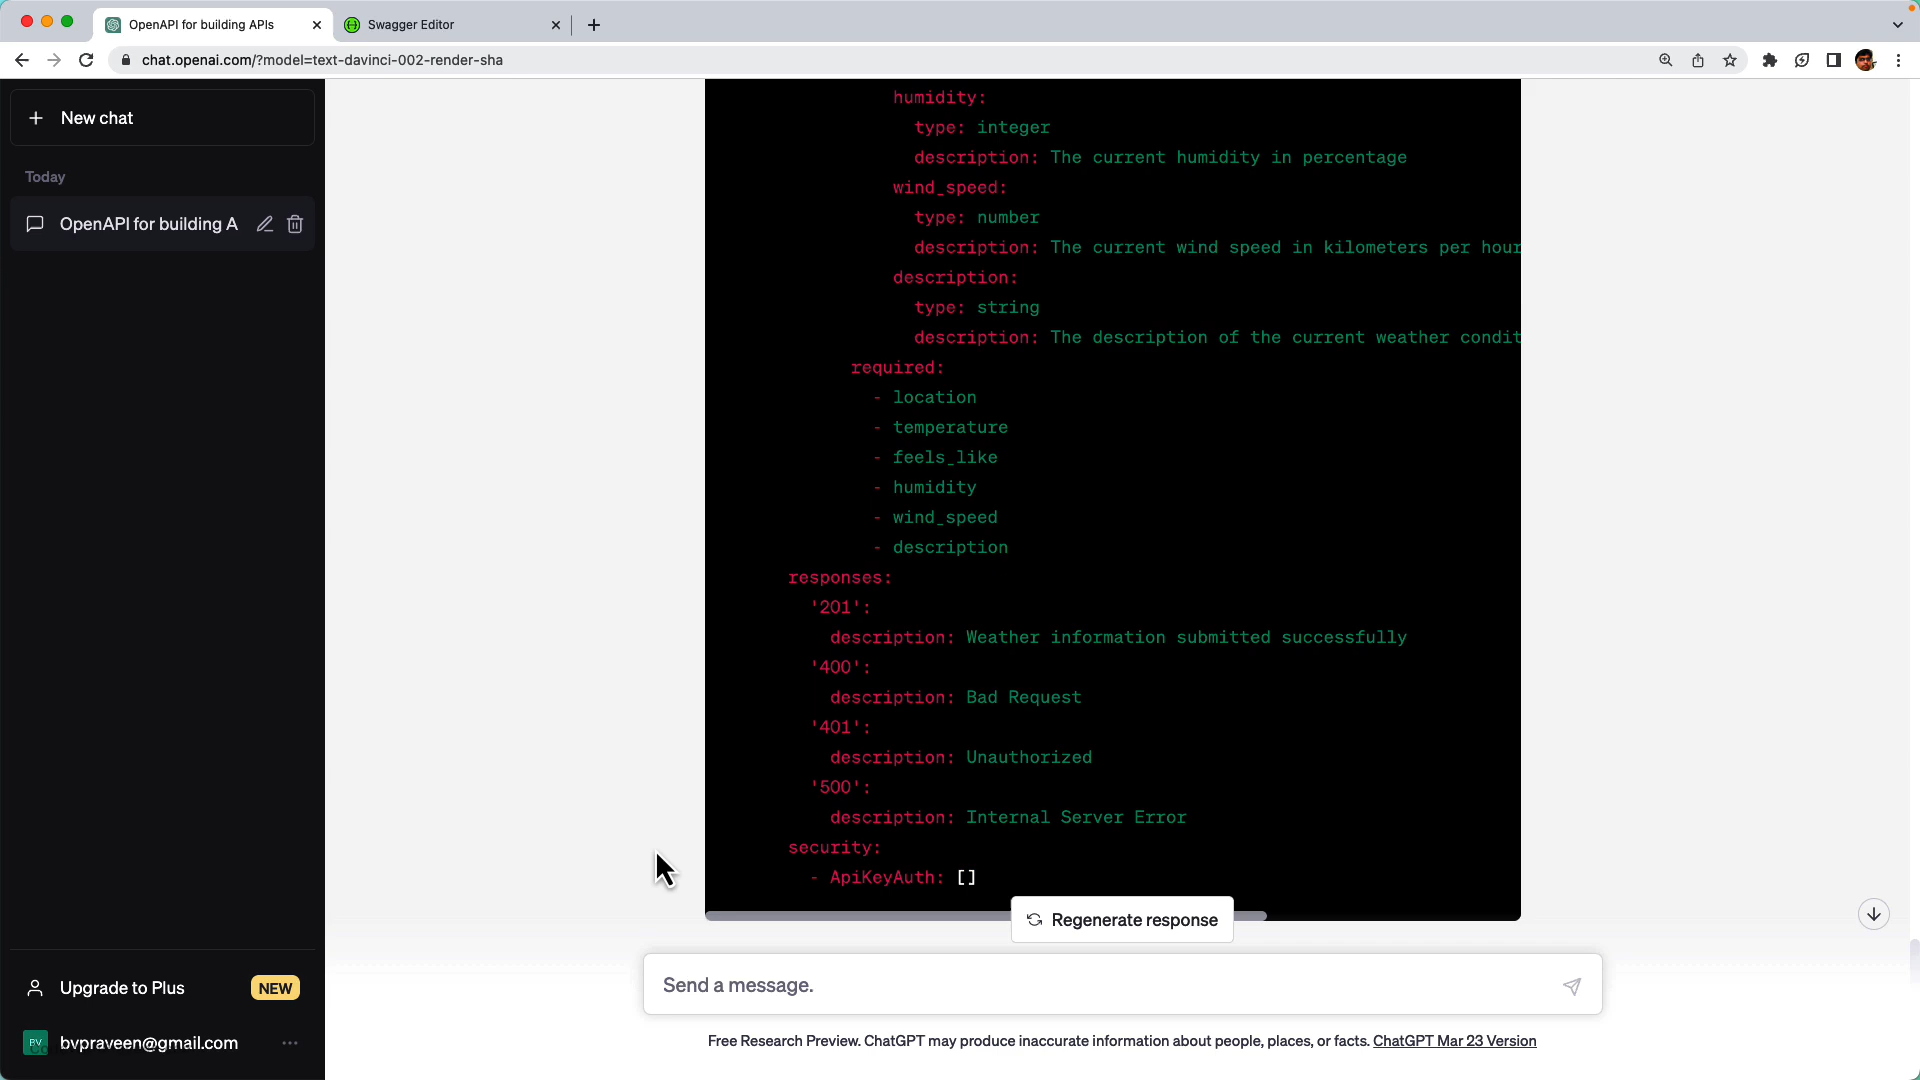 OpenAPI for building APIs
Swagger Editor
chat.openai.com/?model=text-davinci-002-render-sha
New chat
Today
OpenAPI for building A
humidity:
type: integer
description: The current humidity in percentage
wind_speed:
type: number
description: The current wind speed in kilometers per hour
description:
type: string
description: The description of the current weather condit
required:
- location
- temperature
- feels_like
- humidity
- wind_speed
- description
responses:
'201':
description: Weather information submitted successfully
'400':
description: Bad Request
'401':
description: Unauthorized
'500':
description: Internal Server Error
security:
- ApiKeyAuth: []
Regenerate response
Send a message.
Upgrade to Plus NEW
BV bvpraveen@gmail.com
Free Research Preview. ChatGPT may produce inaccurate information about people, places, or facts. ChatGPT Mar 23 Version